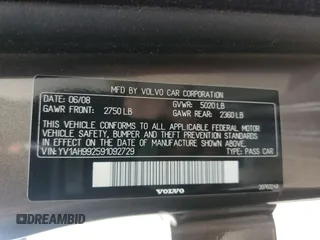 MFD BY VOLVO CAR CORPORATION
DATE: 06/08 GVWR: 5020 LB
GAWR FRONT: 2750 LB GAWR REAR: 2360 LB
THIS VEHICLE CONFORMS TO ALL APPLICABLE FEDERAL MOTOR
VEHICLE SAFETY, BUMPER AND THEFT PREVENTION STANDARDS
IN EFFECT ON THE DATE OF MANUFACTURE SHOWN ABOVE.
VIN: YV1AH992591092729 TYPE: PASS CAR
VOLVO
DREAMBID